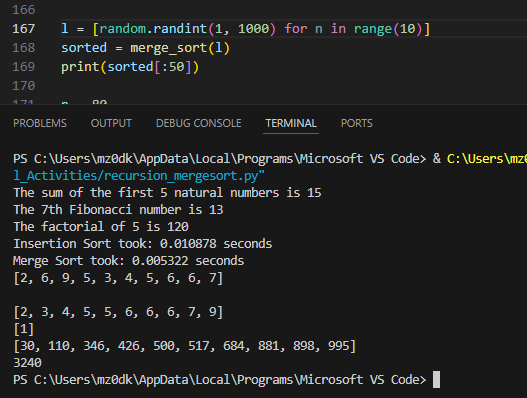 166
167 l = [random.randint(1, 1000) for n in range(10)]
168 sorted = merge_sort(l)
169 print(sorted[:50])
170
PROBLEMS OUTPUT DEBUG CONSOLE TERMINAL PORTS
PS C:\Users\mz0dk\AppData\Local\Programs\Microsoft VS Code> & C:\Users\mz0
l_Activities/recursion_mergesort.py"
The sum of the first 5 natural numbers is 15
The 7th Fibonacci number is 13
The factorial of 5 is 120
Insertion Sort took: 0.010878 seconds
Merge Sort took: 0.005322 seconds
[2, 6, 9, 5, 3, 4, 5, 6, 6, 7]
[2, 3, 4, 5, 5, 6, 6, 6, 7, 9]
[1]
[30, 110, 346, 426, 500, 517, 684, 881, 898, 995]
3240
PS C:\Users\mz0dk\AppData\Local\Programs\Microsoft VS Code>